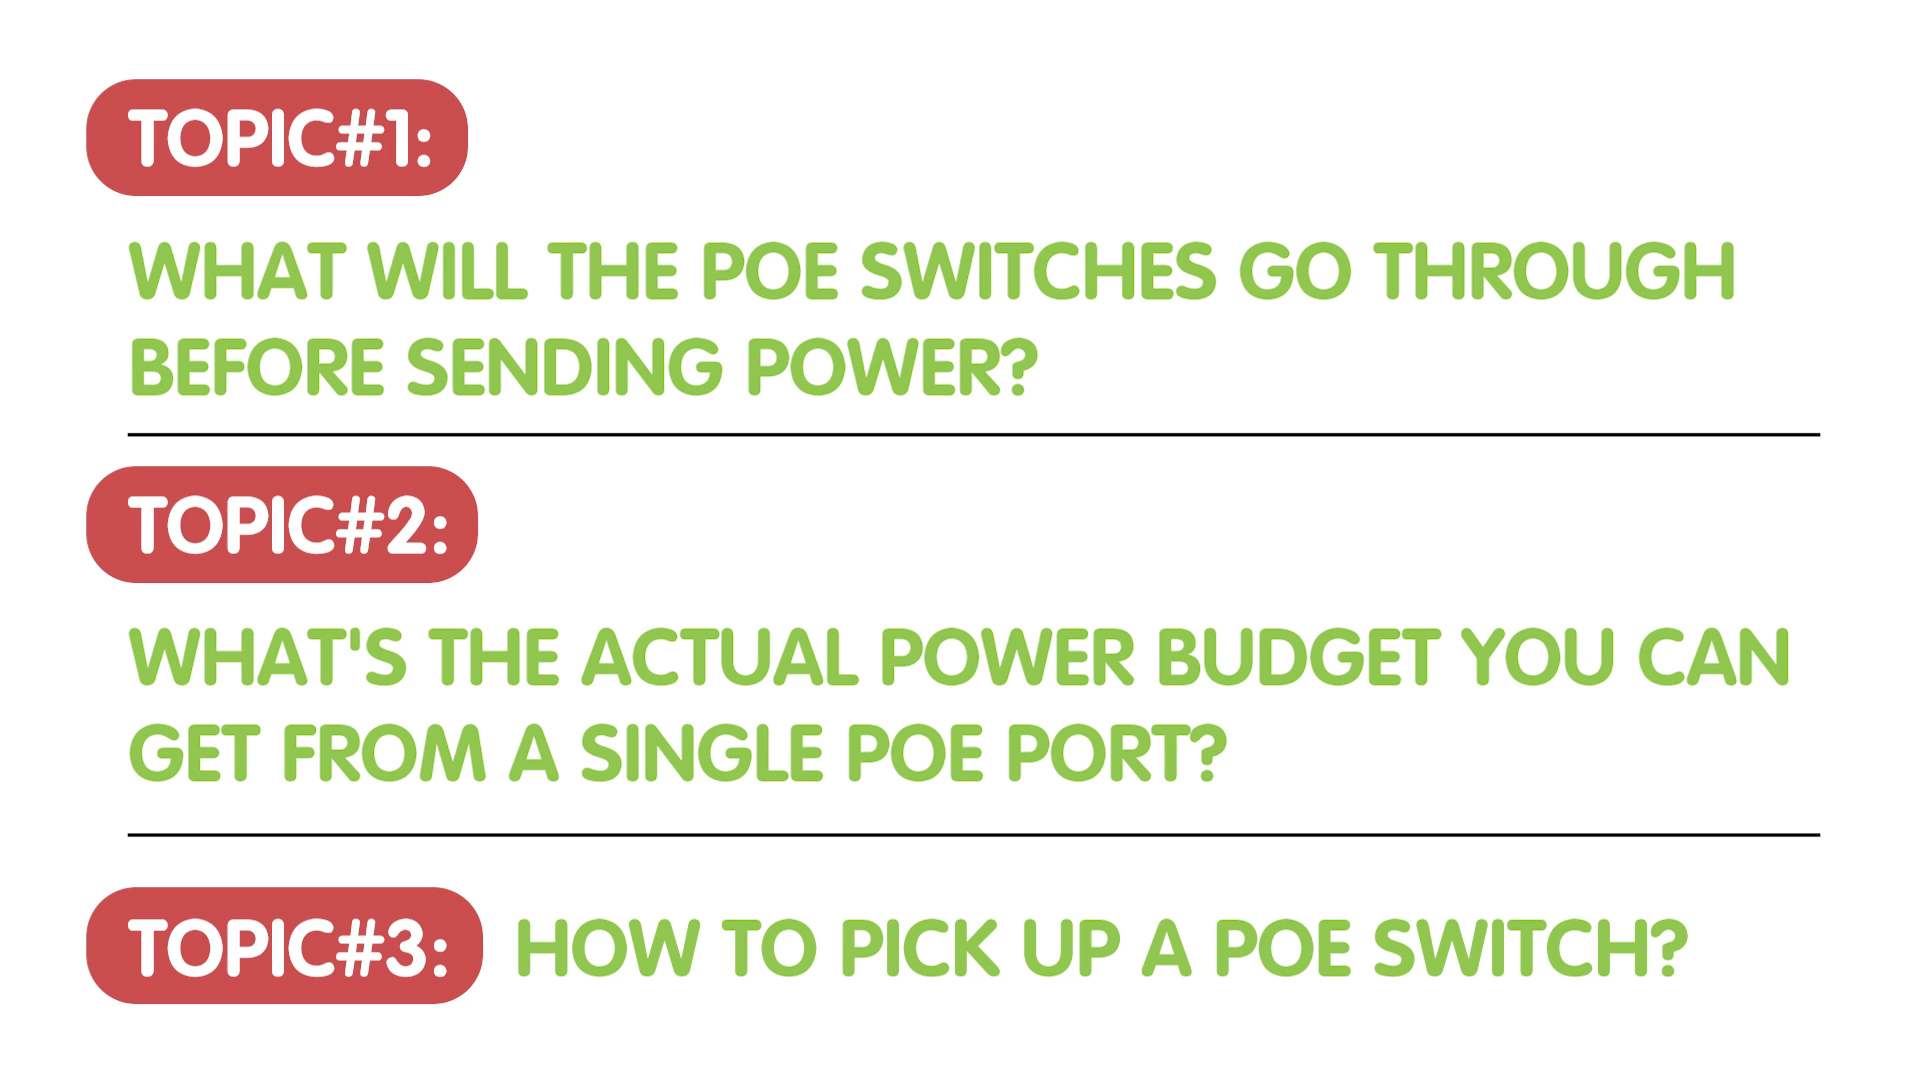 TOPIC#1:
WHAT WILL THE POE SWITCHES GO THROUGH
BEFORE SENDING POWER?
TOPIC#2:
WHAT'S THE ACTUAL POWER BUDGET YOU CAN
GET FROM A SINGLE POE PORT?
TOPIC#3: HOW TO PICK UP A POE SWITCH?